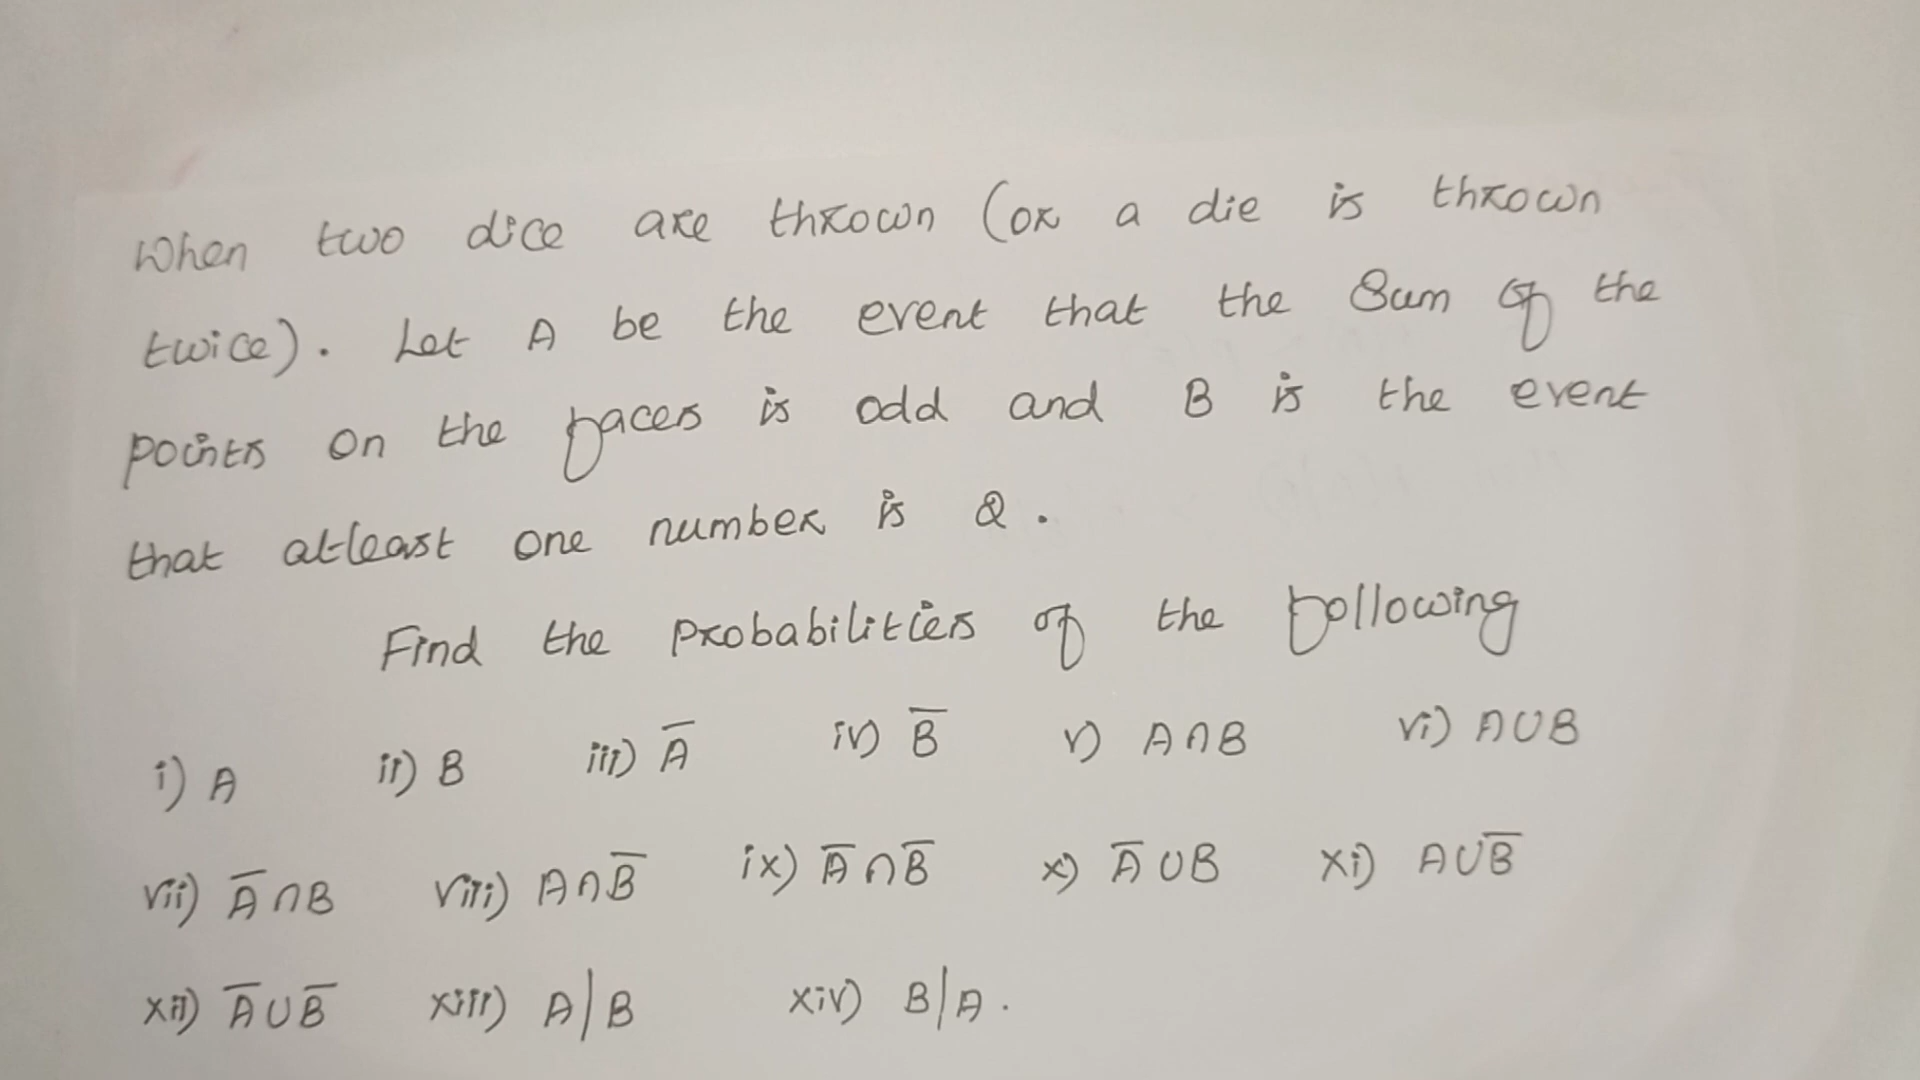 When two dice are thrown (or a die is thrown
twice). Let A be the event that the Sum of the
points on the faces is odd and B is the event
that atleast one number is 2.
Find the probabilities of the following
i) A ii) B iii) A̅ iv) B̅ v) A∩B vi) A∪B
vii) A̅∩B viii) A∩B̅ ix) A̅∩B̅ x) A̅∪B xi) A∪B̅
xii) A̅∪B̅ xiii) A|B xiv) B|A.